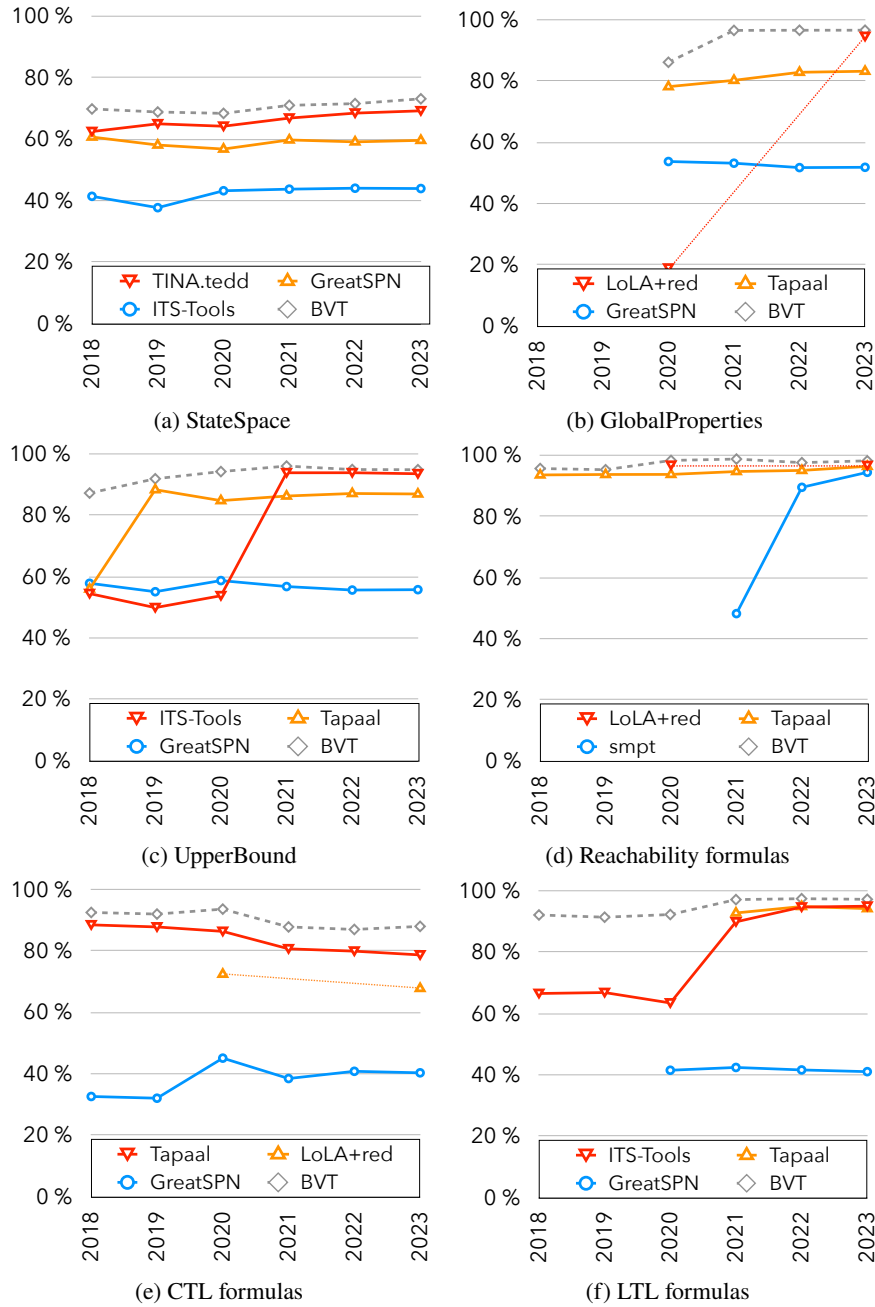 100 %
80 %
60 %
40 %
20 %
0 %
TINA.tedd GreatSPN
ITS-Tools BVT
2018 2019 2020 2021 2022 2023
(a) StateSpace
100 %
80 %
60 %
40 %
20 %
0 %
LoLA+red Tapaal
GreatSPN BVT
2018 2019 2020 2021 2022 2023
(b) GlobalProperties
100 %
80 %
60 %
40 %
20 %
0 %
ITS-Tools Tapaal
GreatSPN BVT
2018 2019 2020 2021 2022 2023
(c) UpperBound
100 %
80 %
60 %
40 %
20 %
0 %
LoLA+red Tapaal
smpt BVT
2018 2019 2020 2021 2022 2023
(d) Reachability formulas
100 %
80 %
60 %
40 %
20 %
0 %
Tapaal LoLA+red
GreatSPN BVT
2018 2019 2020 2021 2022 2023
(e) CTL formulas
100 %
80 %
60 %
40 %
20 %
0 %
ITS-Tools Tapaal
GreatSPN BVT
2018 2019 2020 2021 2022 2023
(f) LTL formulas